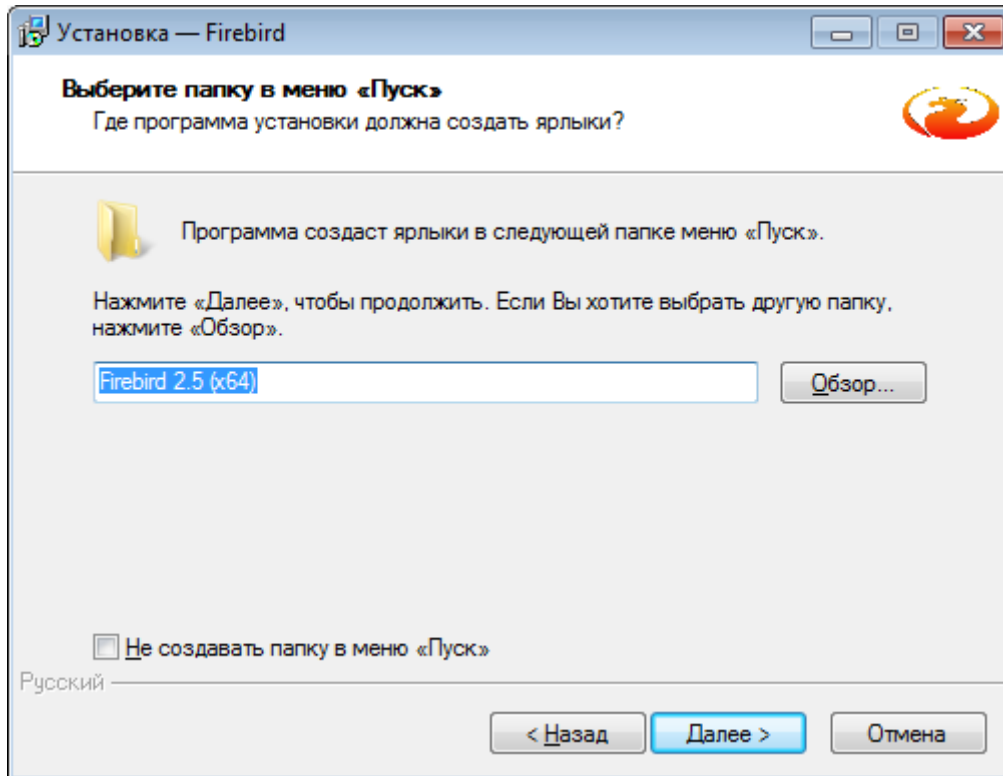 Установка — Firebird
Выберите папку в меню «Пуск»
Где программа установки должна создать ярлыки?
Программа создаст ярлыки в следующей папке меню «Пуск».
Нажмите «Далее», чтобы продолжить. Если Вы хотите выбрать другую папку,
нажмите «Обзор».
Firebird 2.5 (x64)
Обзор...
Не создавать папку в меню «Пуск»
Русский
< Назад
Далее >
Отмена